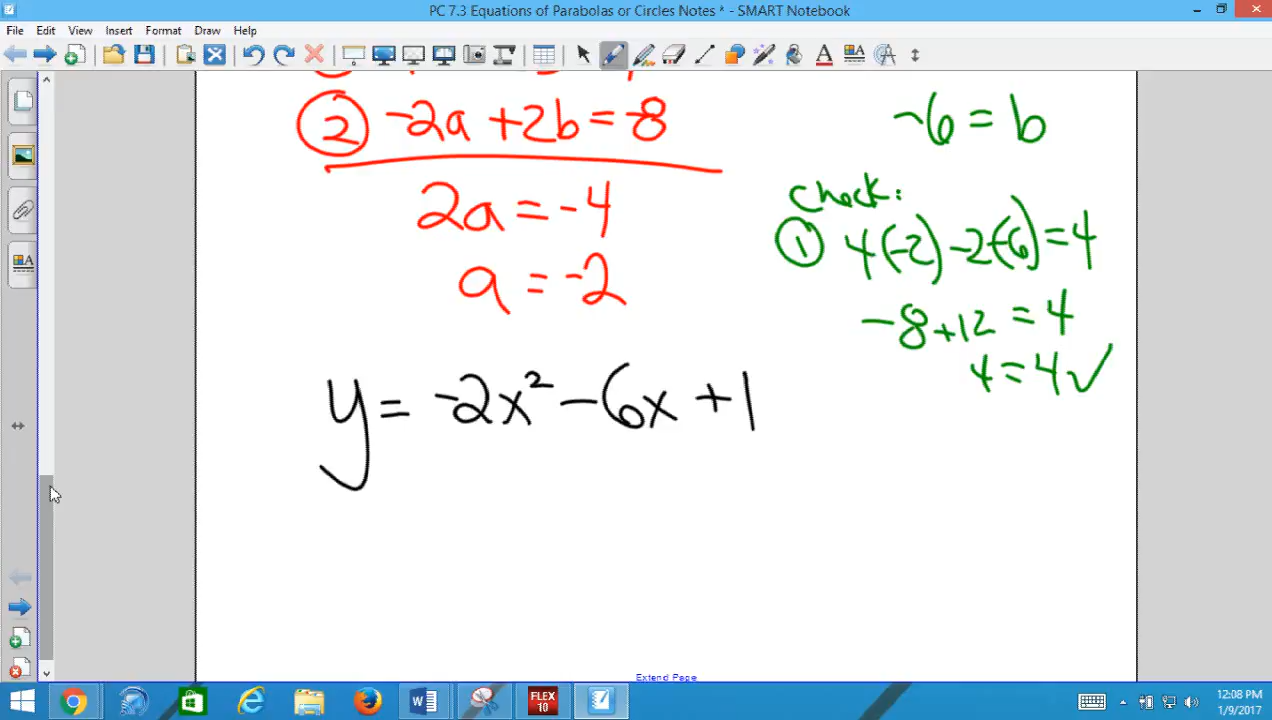 PC 7.3 Equations of Parabolas or Circles Notes * - SMART Notebook
File Edit View Insert Format Draw Help
② -2a + 2b = -8
2a = -4
a = -2
y = -2x² - 6x + 1
-6 = b
Check:
① 4(-2) - 2(-6) = 4
-8 + 12 = 4
4 = 4 ✓
Extend Page
FLEX
10
12:08 PM
1/9/2017